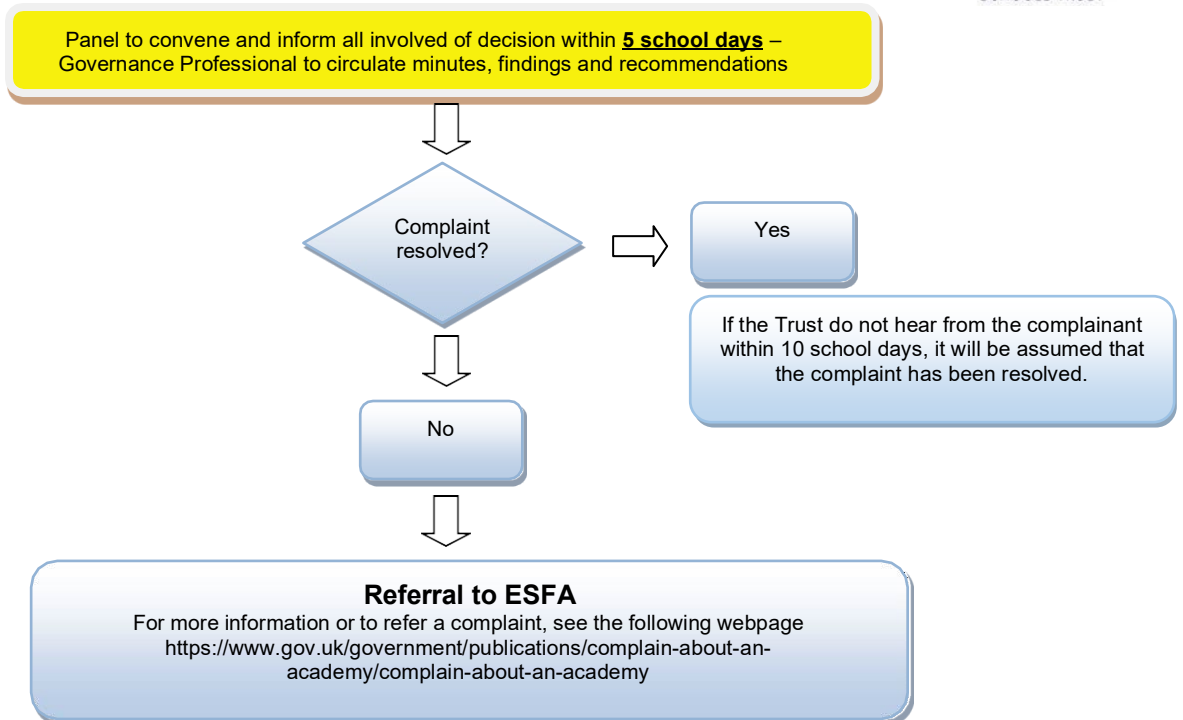 Panel to convene and inform all involved of decision within 5 school days –
Governance Professional to circulate minutes, findings and recommendations
Complaint
resolved?
Yes
If the Trust do not hear from the complainant
within 10 school days, it will be assumed that
the complaint has been resolved.
No
Referral to ESFA
For more information or to refer a complaint, see the following webpage
https://www.gov.uk/government/publications/complain-about-an-
academy/complain-about-an-academy